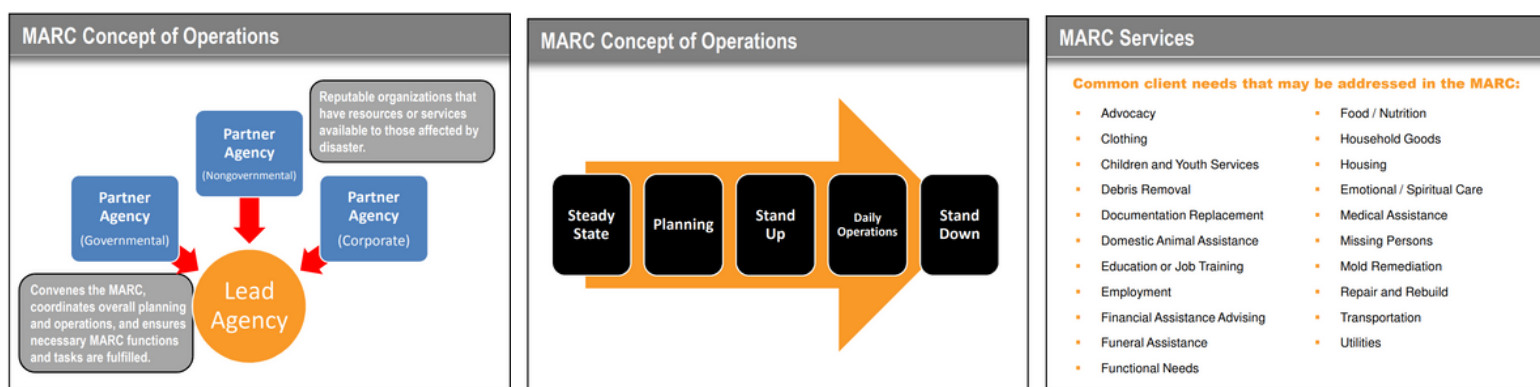 MARC Concept of Operations
Reputable organizations that
have resources or services
available to those affected by
disaster.
Partner
Agency
(Nongovernmental)
Partner
Agency
(Governmental)
Partner
Agency
(Corporate)
Convenes the MARC,
coordinates overall planning
and operations, and ensures
necessary MARC functions
and tasks are fulfilled.
Lead
Agency
MARC Concept of Operations
Steady
State
Planning
Stand
Up
Daily
Operations
Stand
Down
MARC Services
Common client needs that may be addressed in the MARC:
▪ Advocacy
▪ Clothing
▪ Children and Youth Services
▪ Debris Removal
▪ Documentation Replacement
▪ Domestic Animal Assistance
▪ Education or Job Training
▪ Employment
▪ Financial Assistance Advising
▪ Funeral Assistance
▪ Functional Needs
▪ Food / Nutrition
▪ Household Goods
▪ Housing
▪ Emotional / Spiritual Care
▪ Medical Assistance
▪ Missing Persons
▪ Mold Remediation
▪ Repair and Rebuild
▪ Transportation
▪ Utilities